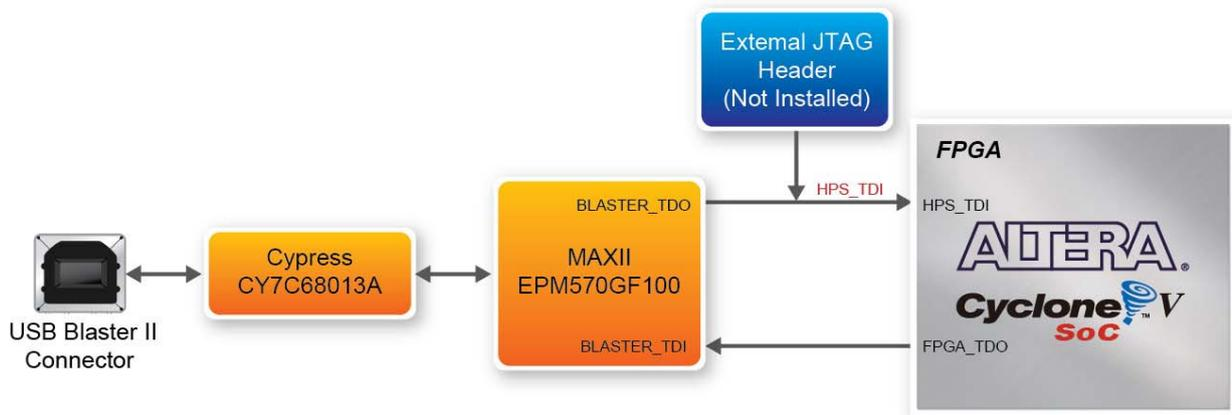 External JTAG
Header
(Not Installed)
FPGA
HPS_TDI
BLASTER_TDO
HPS_TDI
ALTERA®
MAXII
EPM570GF100
Cypress
CY7C68013A
Cyclone™ V
SoC
USB Blaster II
Connector
BLASTER_TDI
FPGA_TDO